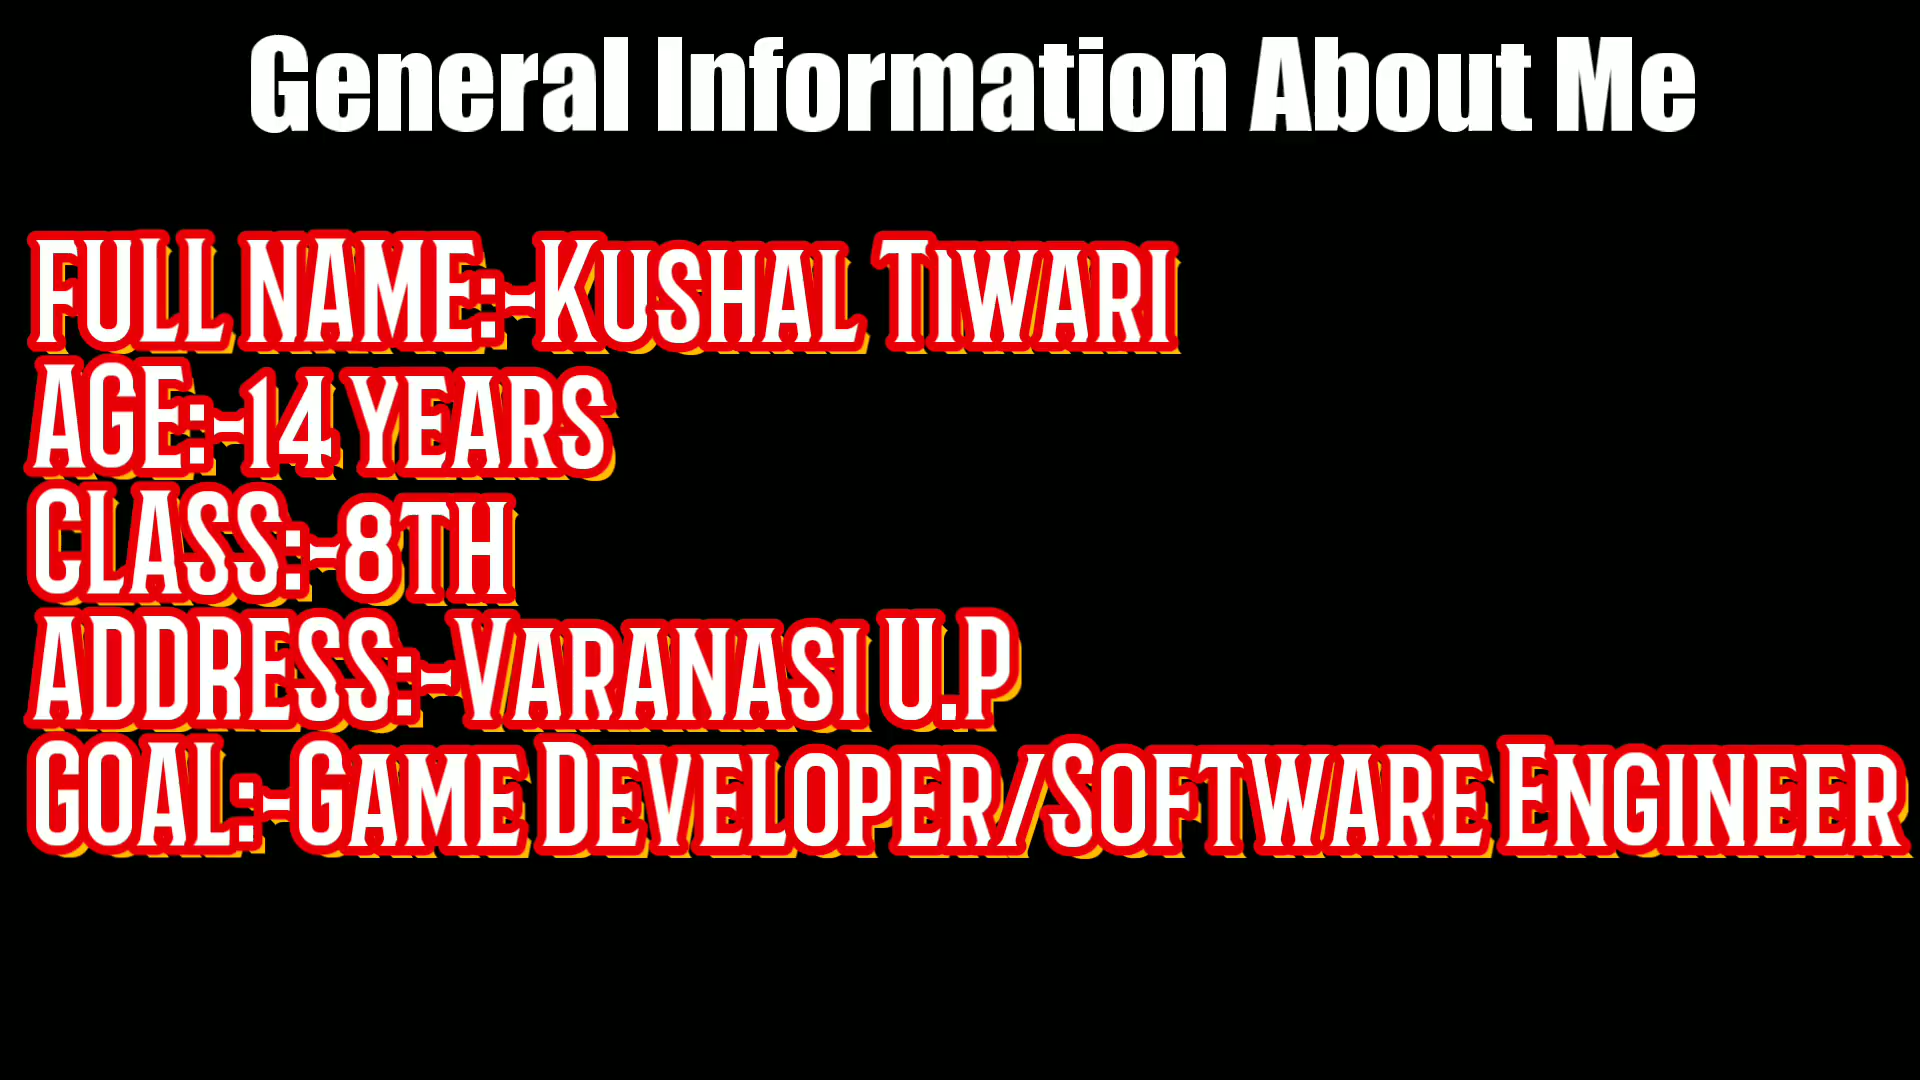 General Information About Me
FULL NAME:-Kushal Tiwari
AGE:-14 years
CLASS:-8th
ADDRESS:-Varanasi U.P
GOAL:-Game Developer/Software Engineer